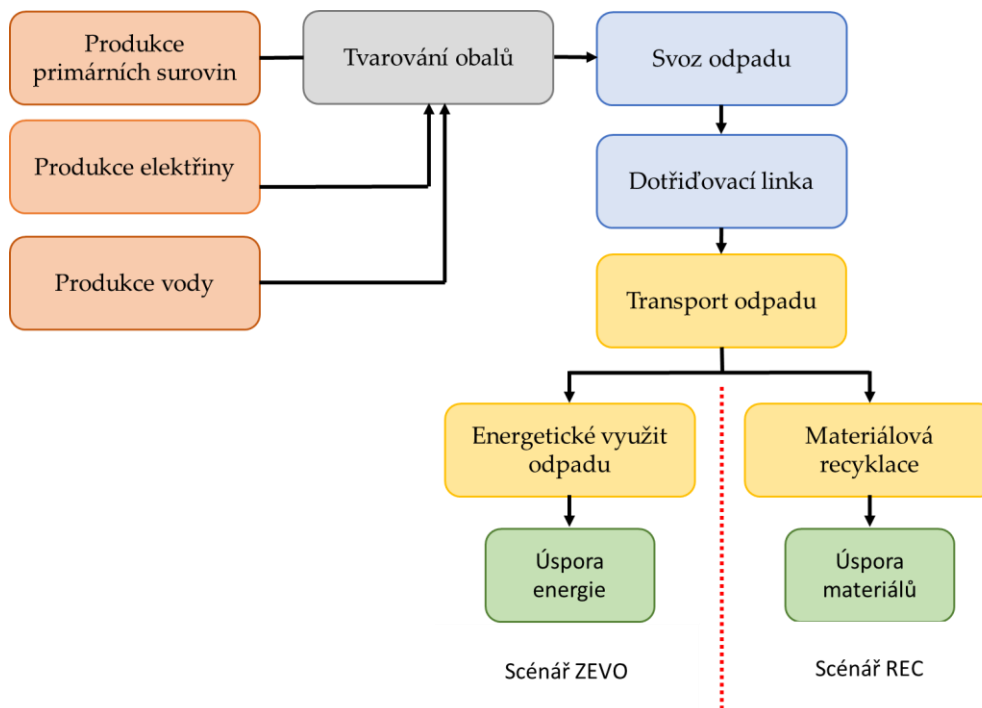 Produkce
primárních surovin
Tvarování obalů
Svoz odpadu
Produkce elektřiny
Dotřiďovací linka
Produkce vody
Transport odpadu
Energetické využit
odpadu
Materiálová
recyklace
Úspora
energie
Úspora
materiálů
Scénář ZEVO
Scénář REC